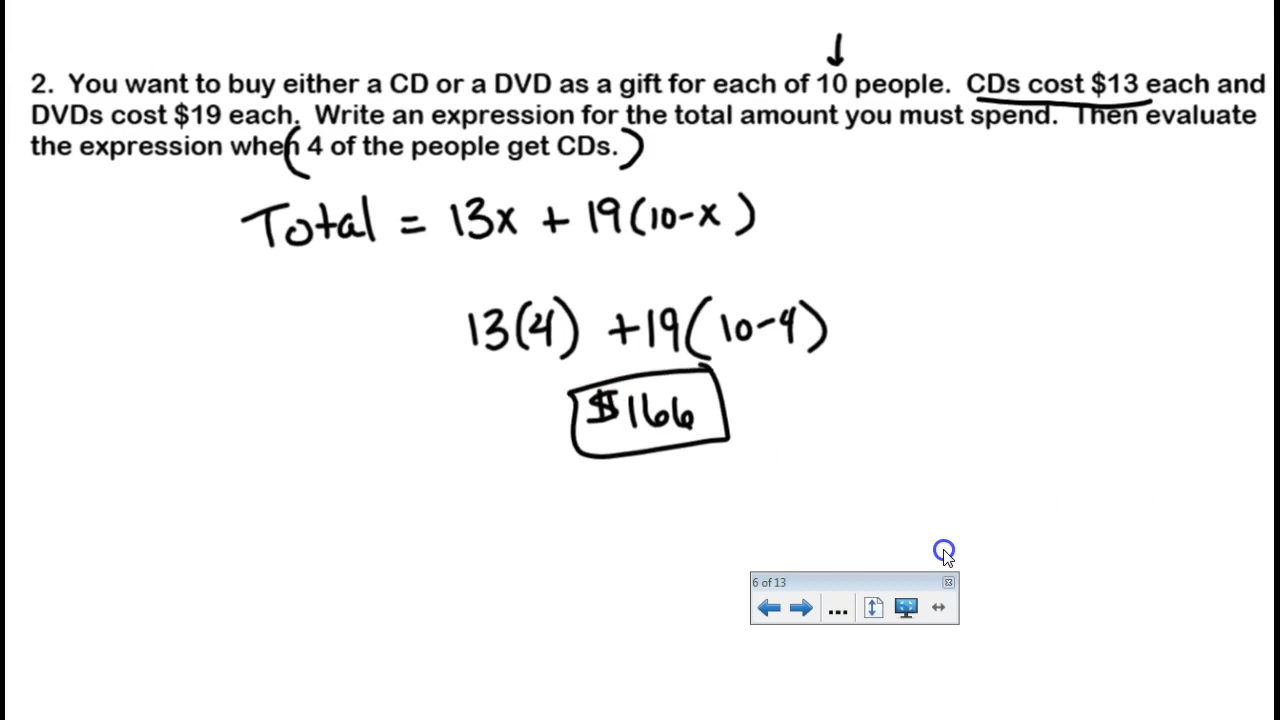 2. You want to buy either a CD or a DVD as a gift for each of 10 people. CDs cost $13 each and
DVDs cost $19 each. Write an expression for the total amount you must spend. Then evaluate
the expression when 4 of the people get CDs.
Total = 13x + 19(10-x)
13(4) +19(10-4)
$166
6 of 13
...